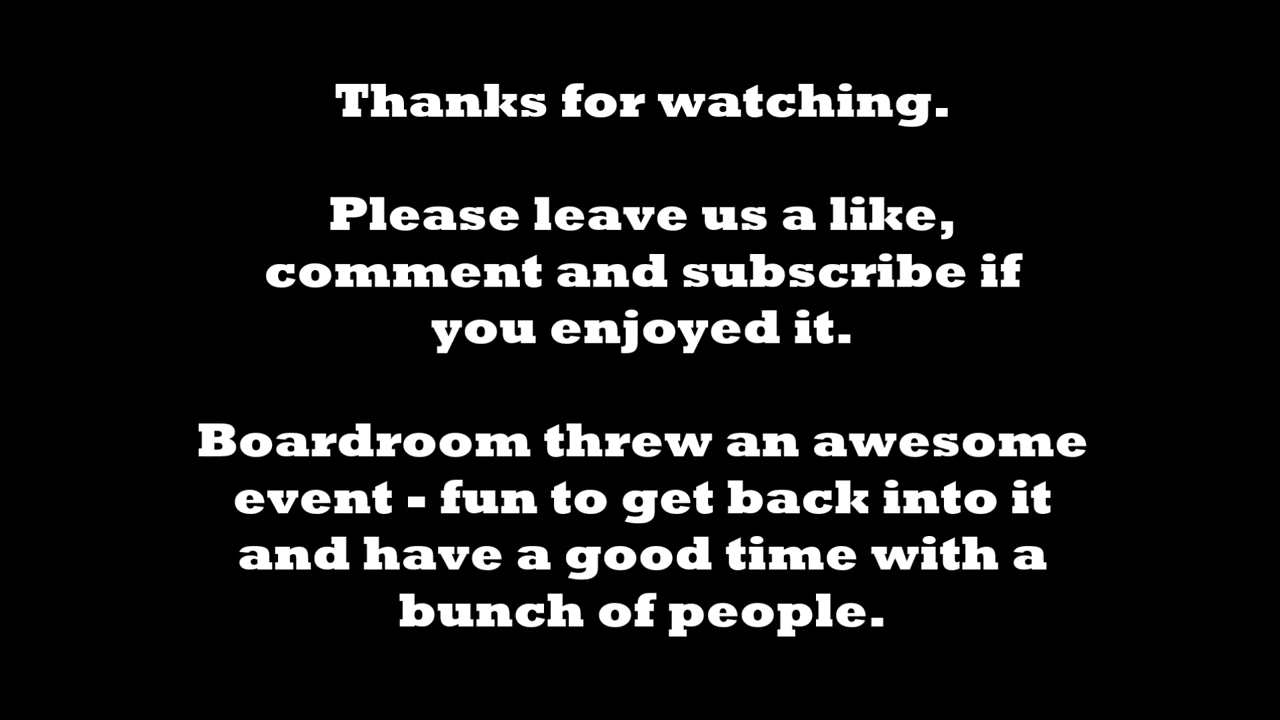 Thanks for watching.
Please leave us a like,
comment and subscribe if
you enjoyed it.
Boardroom threw an awesome
event - fun to get back into it
and have a good time with a
bunch of people.